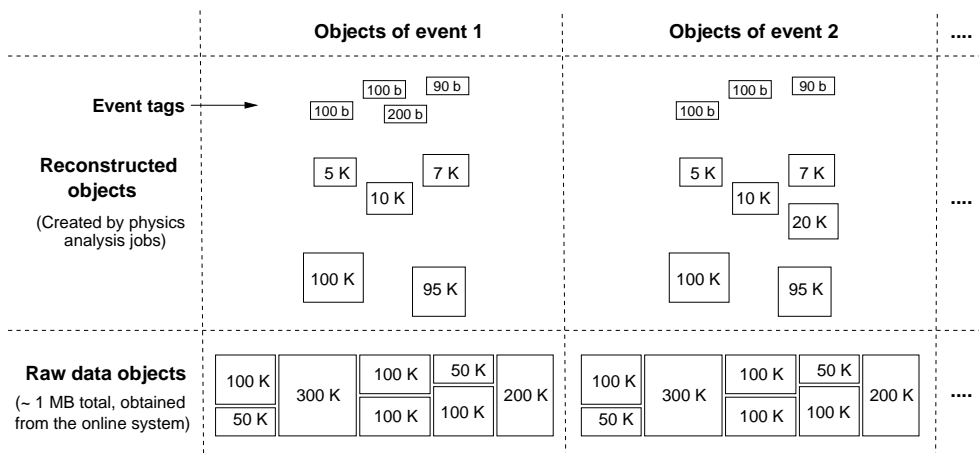 Objects of event 1
Objects of event 2
....
Event tags
100 b
90 b
100 b
200 b
100 b
90 b
100 b
Reconstructed
objects
(Created by physics
analysis jobs)
5 K
7 K
10 K
100 K
95 K
5 K
7 K
10 K
20 K
100 K
95 K
....
Raw data objects
(~ 1 MB total, obtained
from the online system)
100 K
50 K
300 K
100 K
100 K
50 K
100 K
200 K
100 K
50 K
300 K
100 K
100 K
50 K
100 K
200 K
....